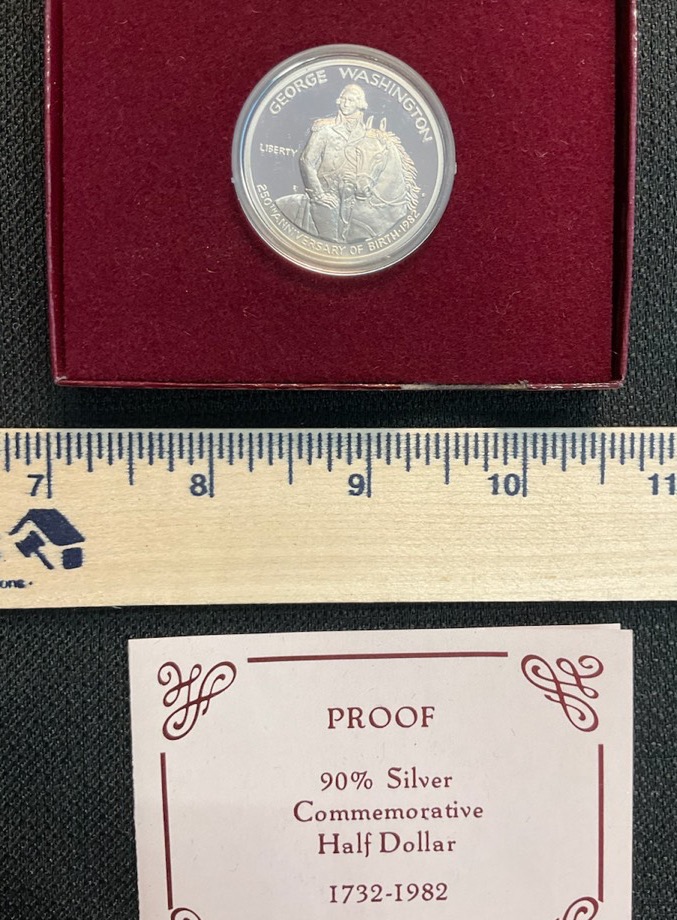 GEORGE WASHINGTON
LIBERTY
250TH ANNIVERSARY OF BIRTH·1982
7 8 9 10 11
PROOF
90% Silver
Commemorative
Half Dollar
1732-1982